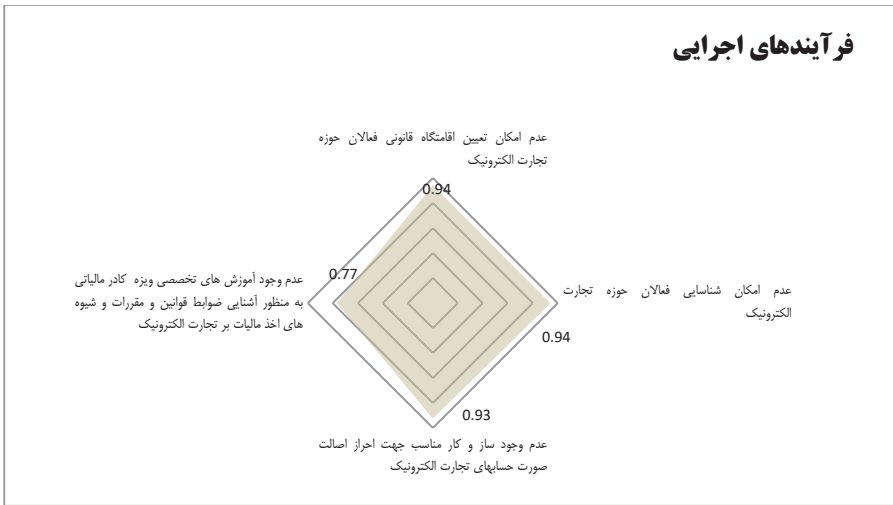 فرآیندهای اجرایی
عدم امکان تعیین اقامتگاه قانونی فعالان حوزه
تجارت الکترونیک
0.94
عدم امکان شناسایی فعالان حوزه تجارت
الکترونیک
0.94
0.93
عدم وجود ساز و کار مناسب جهت احراز اصالت
صورت حسابهای تجارت الکترونیک
0.77
عدم وجود آموزش های تخصصی ویزه کادر مالیاتی
به منظور آشنایی ضوابط قوانین و مقررات و شیوه
های اخذ مالیات بر تجارت الکترونیک